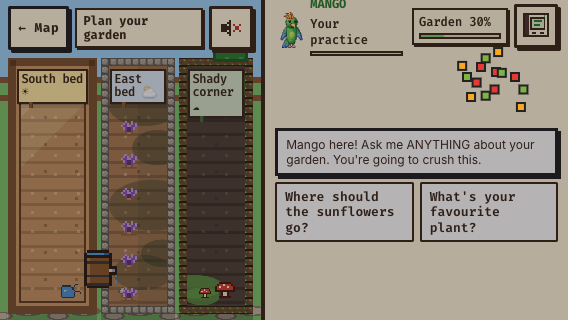 ← Map
Plan your
garden
South bed
East
bed
Shady
corner
MANGO
Your
practice
Garden 30%
Mango here! Ask me ANYTHING about your
garden. You're going to crush this.
Where should
the sunflowers
go?
What's your
favourite
plant?